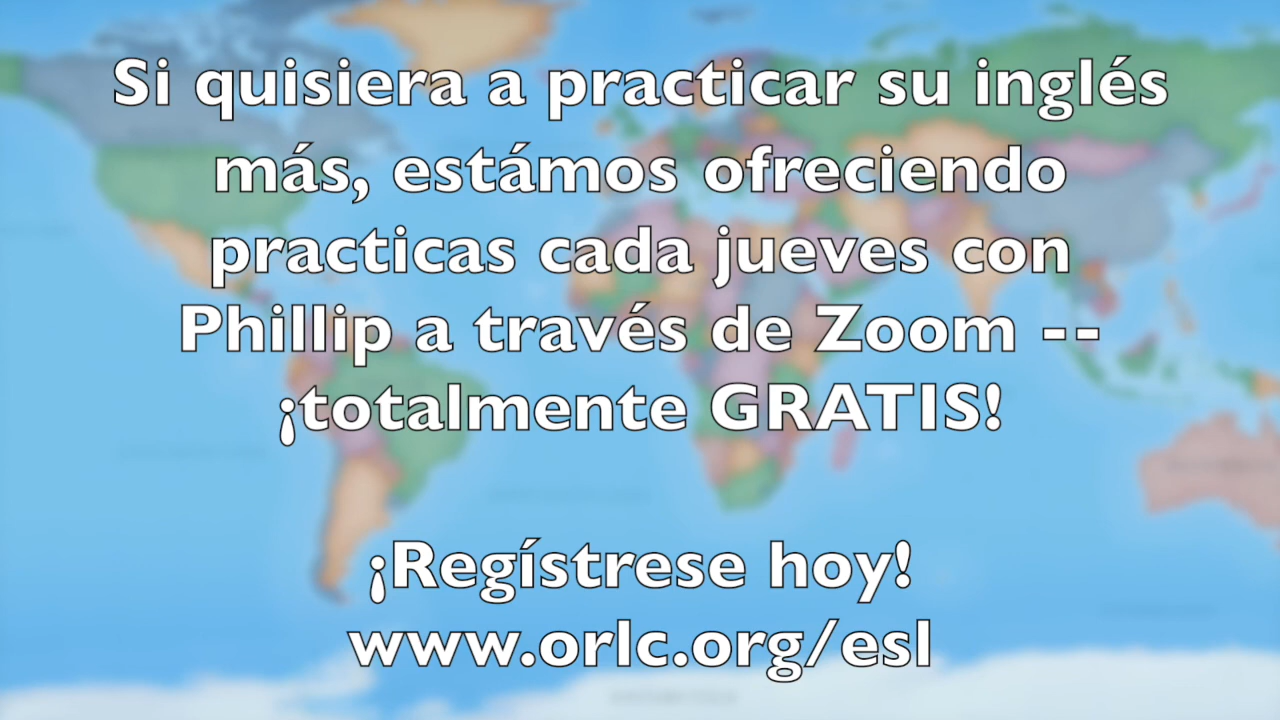 Si quisiera a practicar su inglés
más, estámos ofreciendo
practicas cada jueves con
Phillip a través de Zoom --
¡totalmente GRATIS!
¡Regístrese hoy!
www.orlc.org/esl